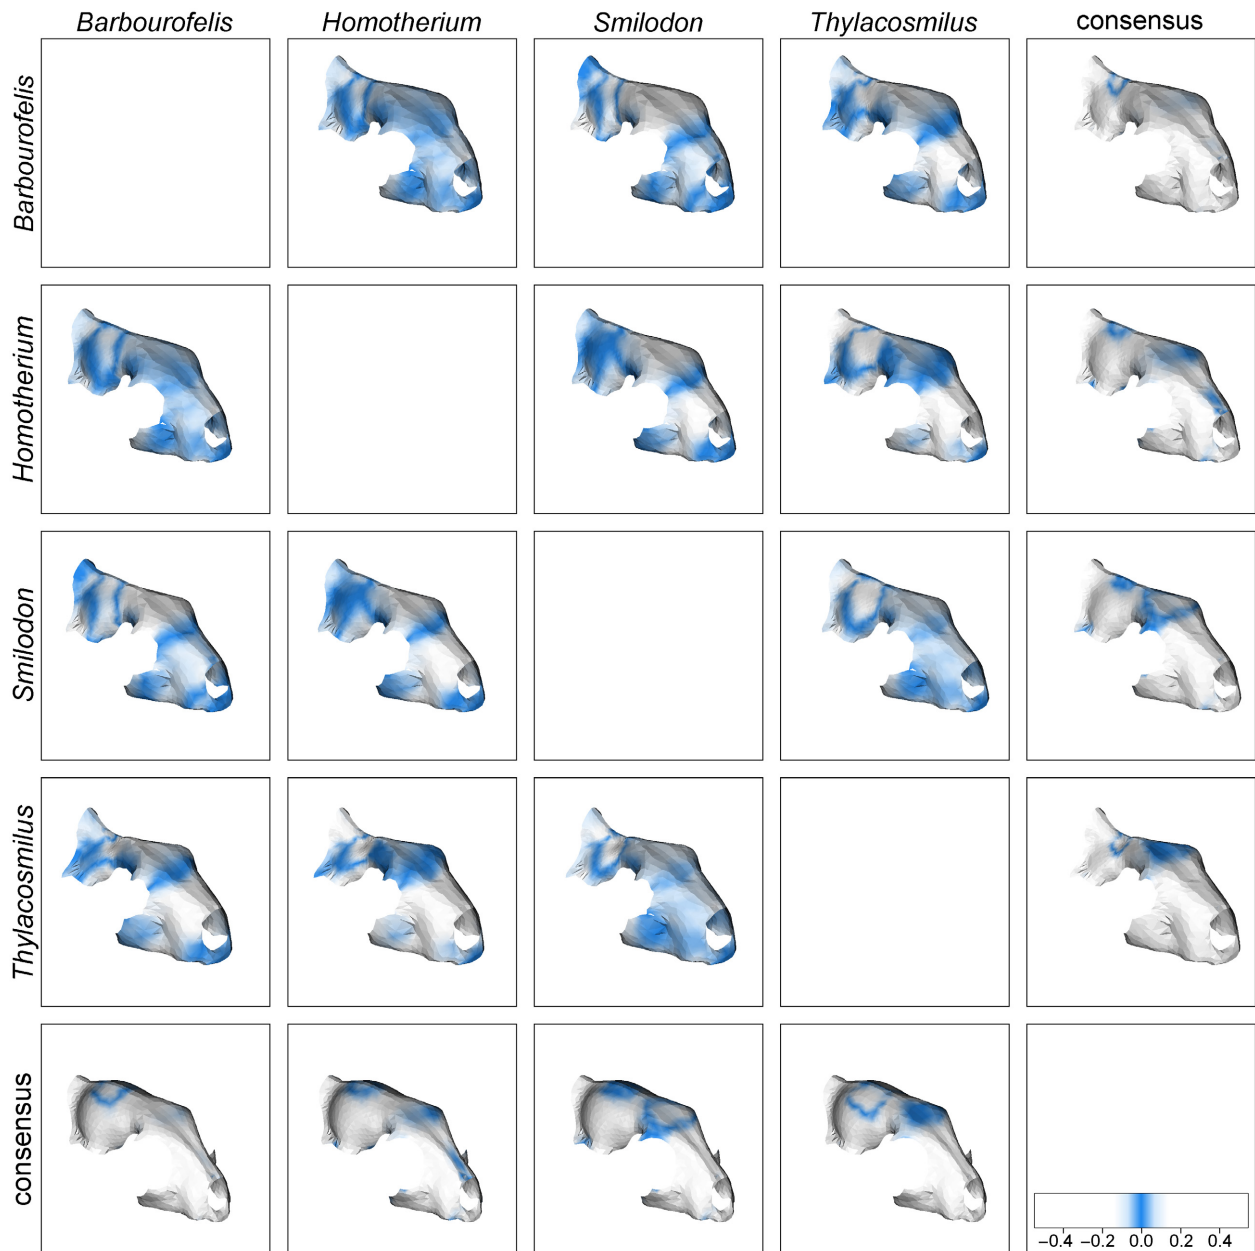 Barbourofelis Homotherium Smilodon Thylacosmilus consensus
Barbourofelis
Homotherium
Smilodon
Thylacosmilus
consensus
−0.4 −0.2 0.0 0.2 0.4